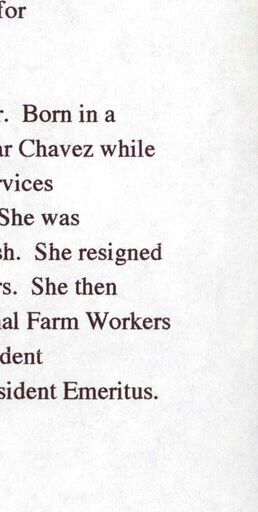 for
r. Born in a
ar Chavez while
rvices
She was
sh. She resigned
rs. She then
nal Farm Workers
dent
sident Emeritus.